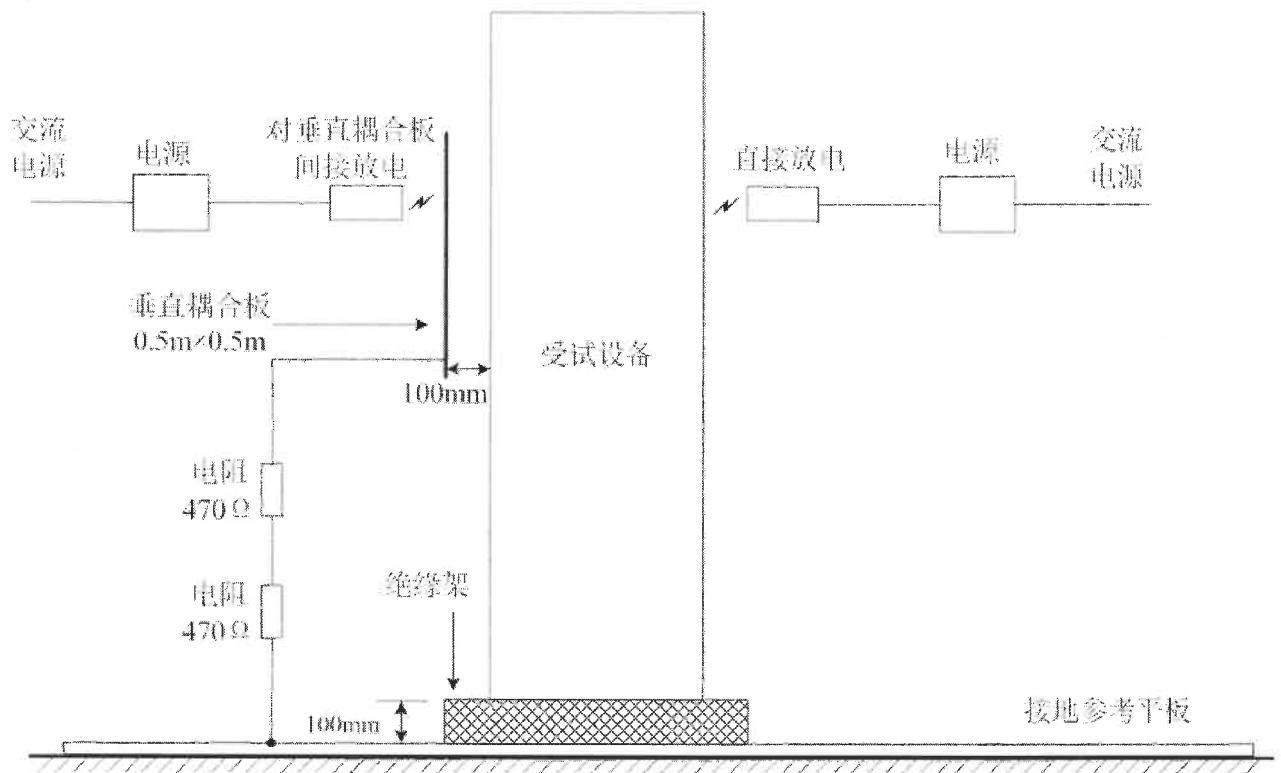 交流
电源
电源
对垂直耦合板
间接放电
直接放电
电源
交流
电源
垂直耦合板
0.5m×0.5m
受试设备
100mm
电阻
470Ω
电阻
470Ω
绝缘架
100mm
接地参考平板